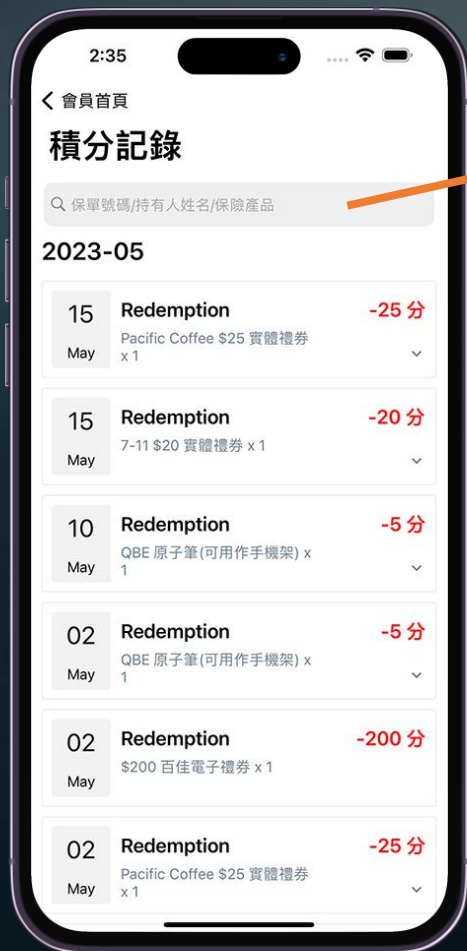 2:35
會員首頁
積分記錄
保單號碼/持有人姓名/保險產品
2023-05
15 Redemption -25 分
May Pacific Coffee $25 實體禮券
x 1
15 Redemption -20 分
May 7-11 $20 實體禮券 x 1
10 Redemption -5 分
May QBE 原子筆(可用作手機架) x
1
02 Redemption -5 分
May QBE 原子筆(可用作手機架) x
1
02 Redemption -200 分
May $200 百佳電子禮券 x 1
02 Redemption -25 分
May Pacific Coffee $25 實體禮券
x 1